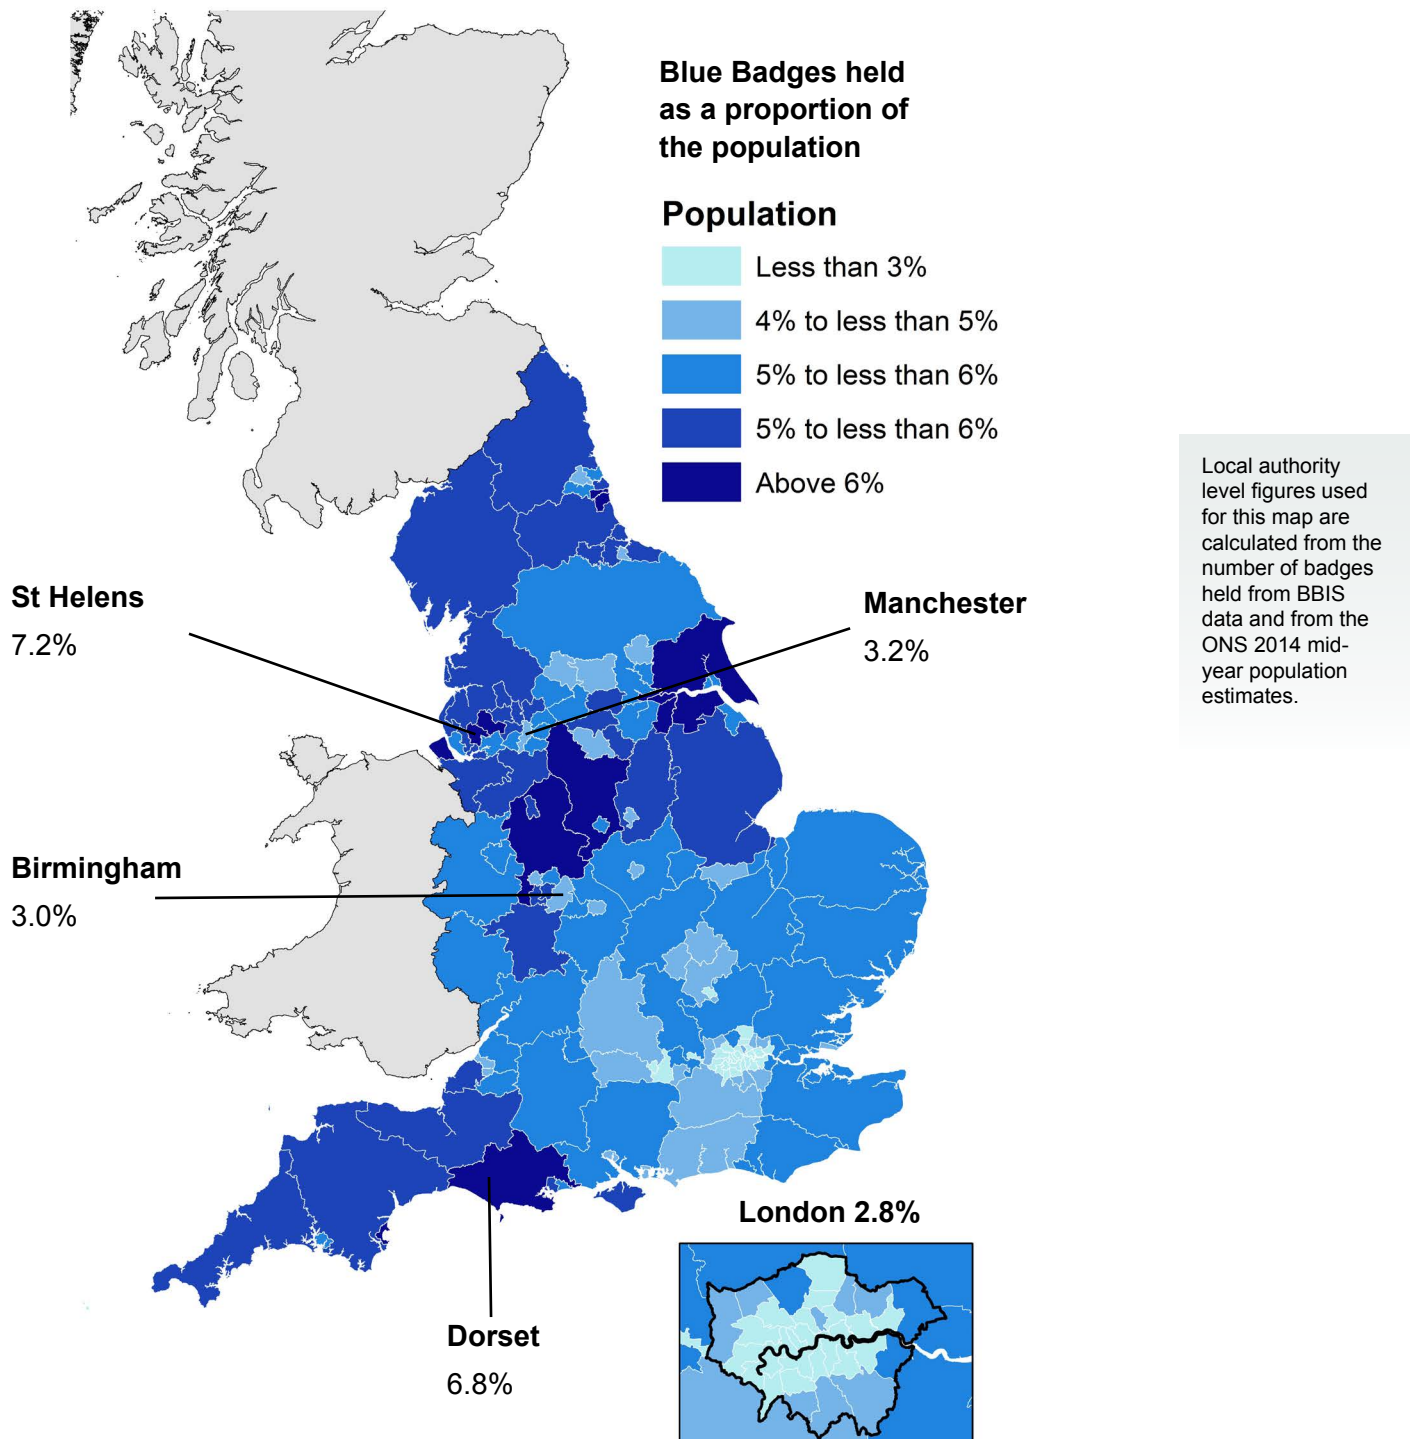 Blue Badges held
as a proportion of
the population
Population
Less than 3%
4% to less than 5%
5% to less than 6%
5% to less than 6%
Above 6%
Local authority
level figures used
for this map are
calculated from the
number of badges
held from BBIS
data and from the
ONS 2014 mid-
year population
estimates.
St Helens
7.2%
Manchester
3.2%
Birmingham
3.0%
London 2.8%
Dorset
6.8%